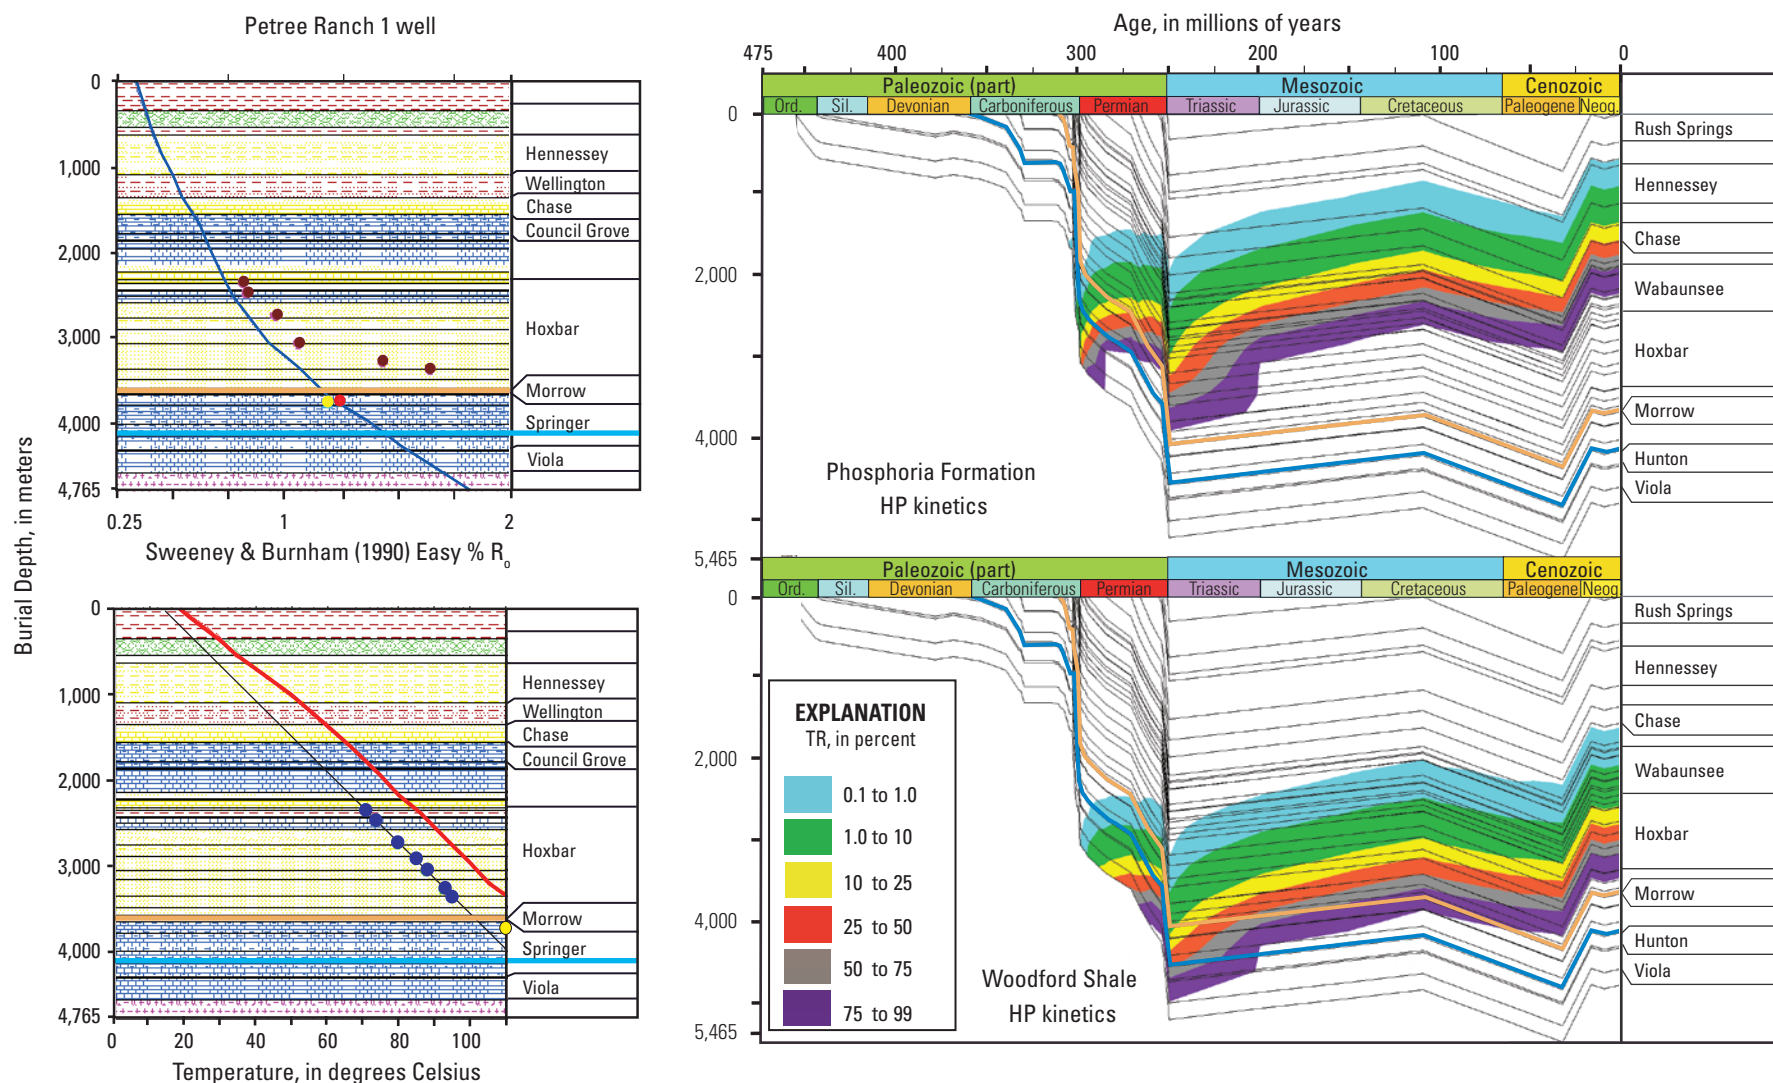 Petree Ranch 1 well
0
1,000
2,000
3,000
4,000
4,765
Hennessey
Wellington
Chase
Council Grove
Hoxbar
Morrow
Springer
Viola
0.25 1 2
Sweeney & Burnham (1990) Easy % Ro
Burial Depth, in meters
0
1,000
2,000
3,000
4,000
4,765
Hennessey
Wellington
Chase
Council Grove
Hoxbar
Morrow
Springer
Viola
0 20 40 60 80 100
Temperature, in degrees Celsius
Age, in millions of years
475 400 300 200 100 0
Paleozoic (part) Mesozoic Cenozoic
Ord. Sil. Devonian Carboniferous Permian Triassic Jurassic Cretaceous Paleogene Neog.
0
2,000
4,000
5,465
Rush Springs
Hennessey
Chase
Wabaunsee
Hoxbar
Morrow
Hunton
Viola
Phosphoria Formation
HP kinetics
Paleozoic (part) Mesozoic Cenozoic
Ord. Sil. Devonian Carboniferous Permian Triassic Jurassic Cretaceous Paleogene Neog.
0
2,000
4,000
5,465
Rush Springs
Hennessey
Chase
Wabaunsee
Hoxbar
Morrow
Hunton
Viola
EXPLANATION
TR, in percent
0.1 to 1.0
1.0 to 10
10 to 25
25 to 50
50 to 75
75 to 99
Woodford Shale
HP kinetics